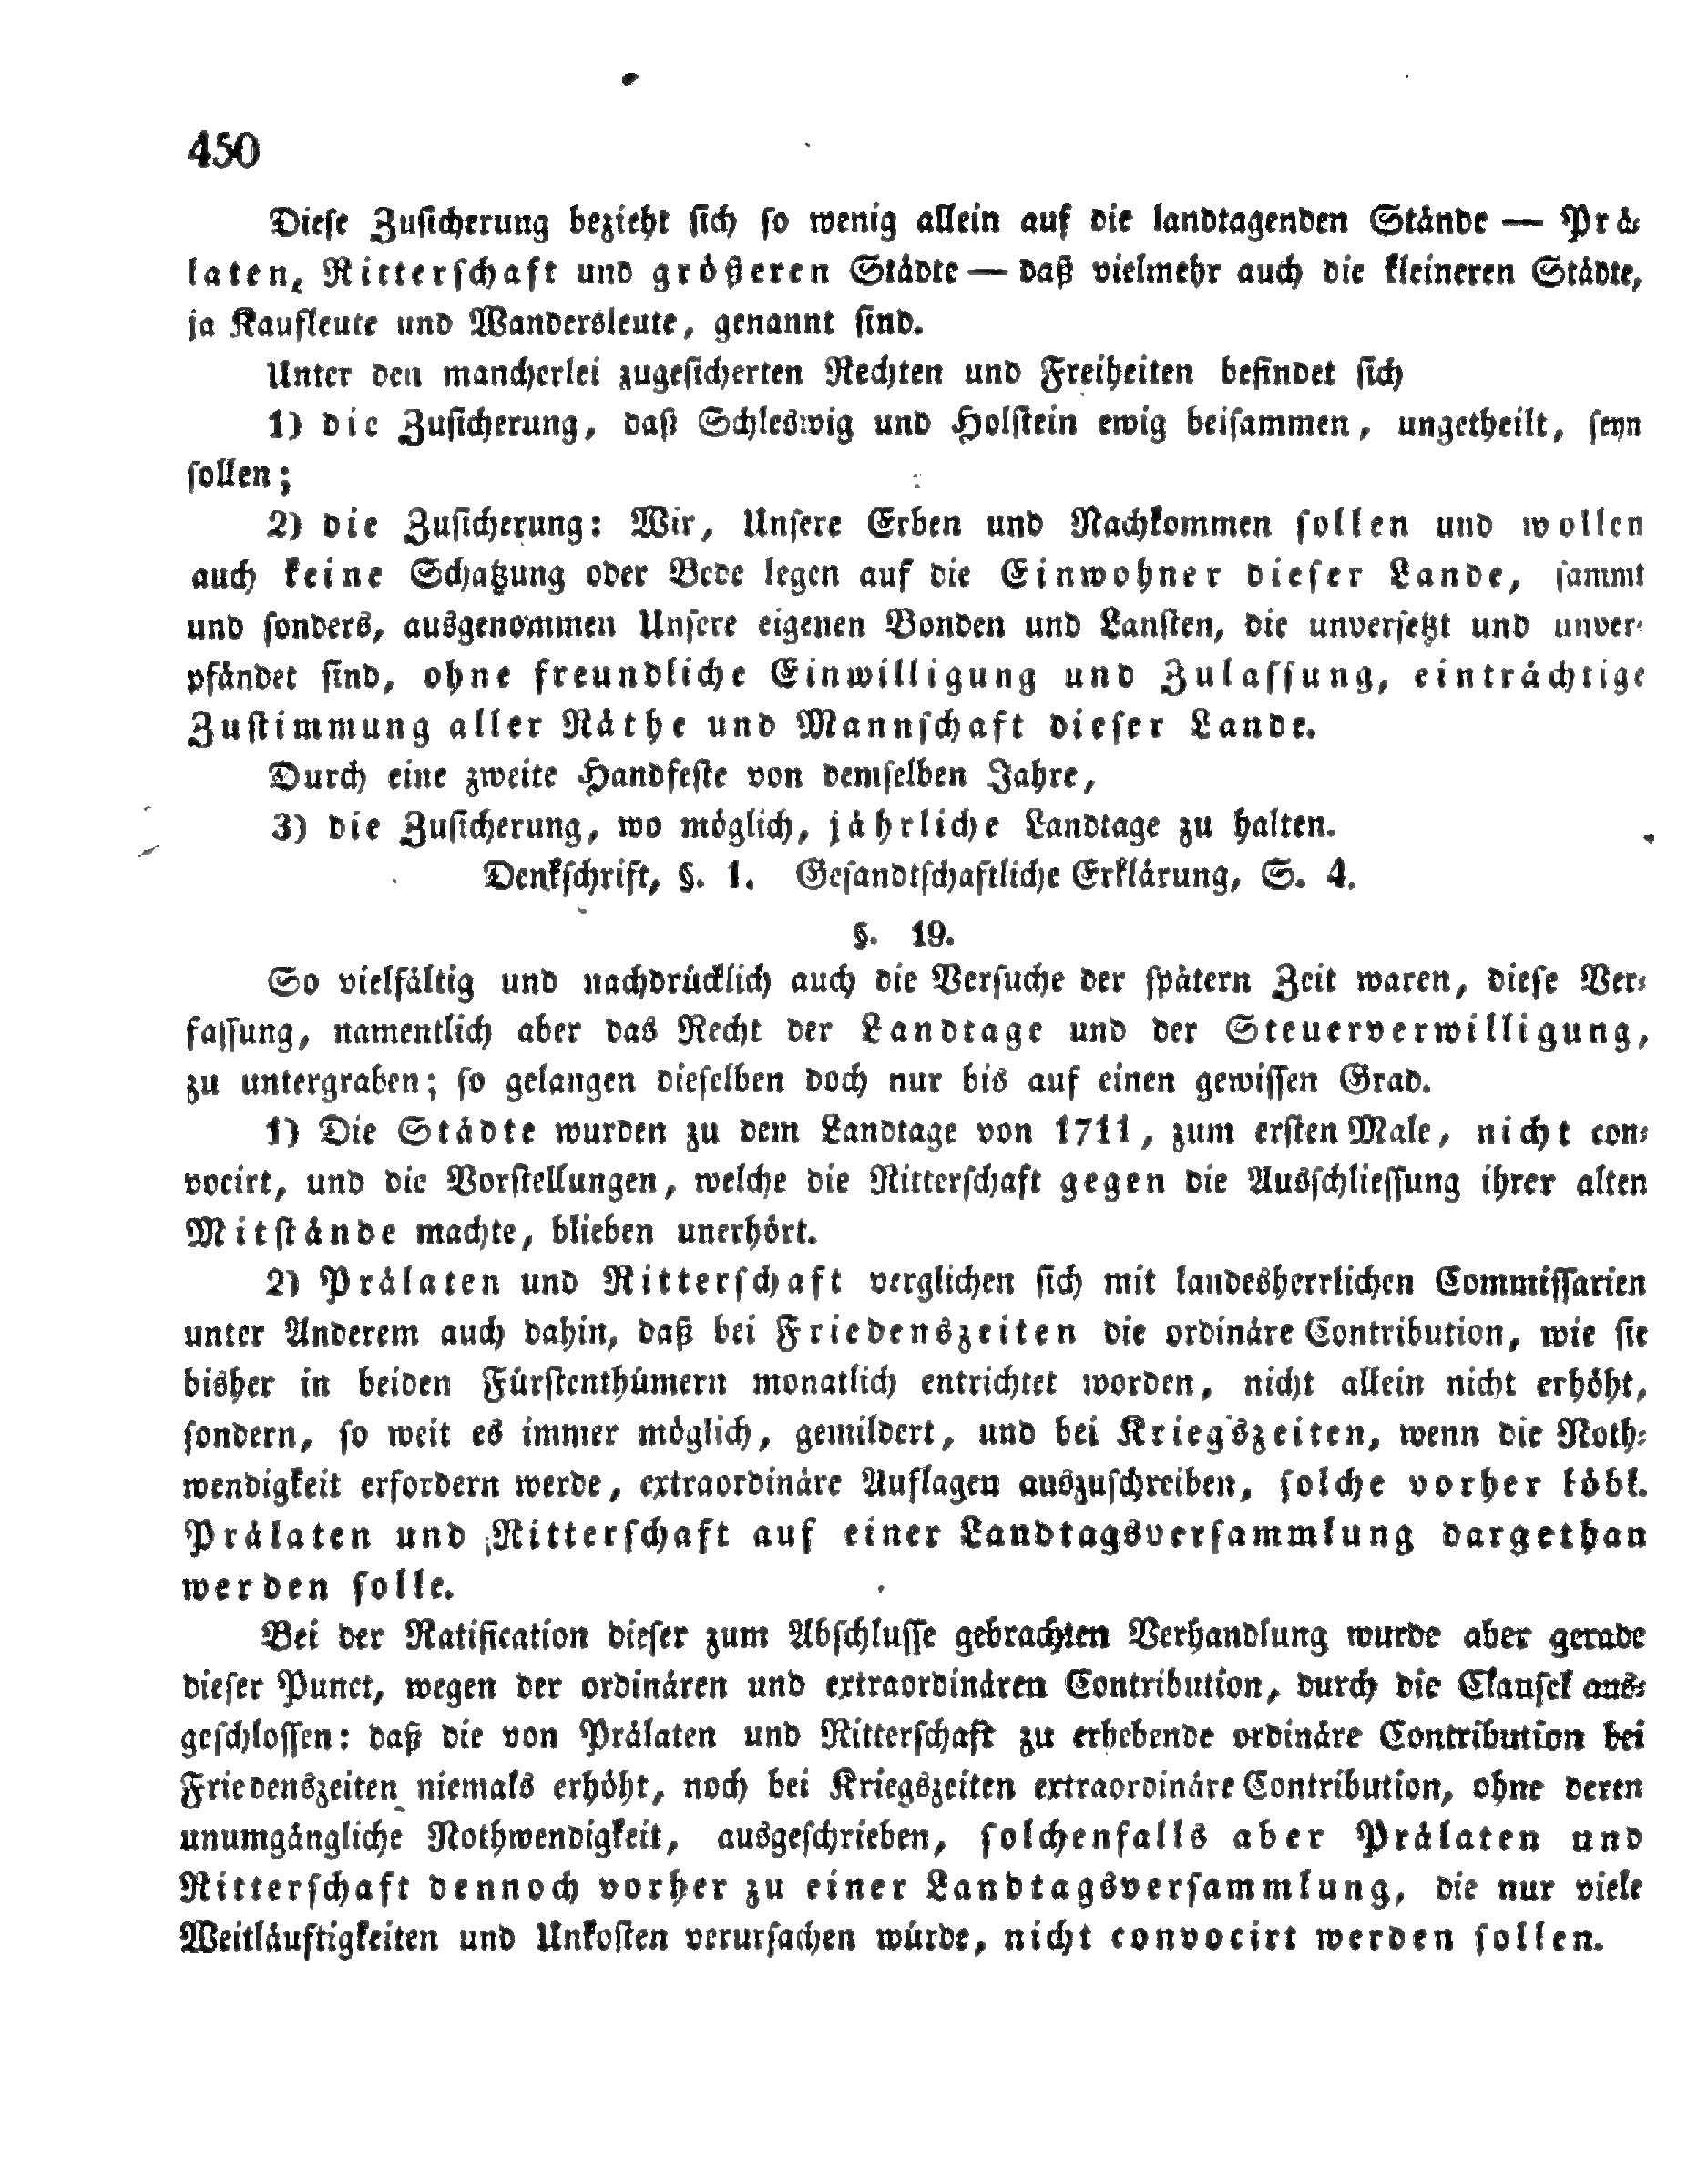 450
Diese Zusicherung bezieht sich so wenig allein auf die landtagenden Stände — Prä-
laten, Ritterschaft und größeren Städte — daß vielmehr auch die kleineren Städte,
ja Kaufleute und Wandersleute, genannt sind.
Unter den mancherlei zugesicherten Rechten und Freiheiten befindet sich
1) die Zusicherung, daß Schleswig und Holstein ewig beisammen, ungetheilt, seyn
sollen;
2) die Zusicherung: Wir, Unsere Erben und Nachkommen sollen und wollen
auch keine Schatzung oder Bede legen auf die Einwohner dieser Lande, sammt
und sonders, ausgenommen Unsere eigenen Bonden und Lansten, die unversetzt und unver-
pfändet sind, ohne freundliche Einwilligung und Zulassung, einträchtige
Zustimmung aller Räthe und Mannschaft dieser Lande.
Durch eine zweite Handfeste von demselben Jahre,
3) die Zusicherung, wo möglich, jährliche Landtage zu halten.
Denkschrift, §. 1. Gesandtschaftliche Erklärung, S. 4.
§. 19.
So vielfältig und nachdrücklich auch die Versuche der spätern Zeit waren, diese Ver-
fassung, namentlich aber das Recht der Landtage und der Steuerverwilligung,
zu untergraben; so gelangen dieselben doch nur bis auf einen gewissen Grad.
1) Die Städte wurden zu dem Landtage von 1711, zum ersten Male, nicht con-
vocirt, und die Vorstellungen, welche die Ritterschaft gegen die Ausschliessung ihrer alten
Mitstände machte, blieben unerhört.
2) Prälaten und Ritterschaft verglichen sich mit landesherrlichen Commissarien
unter Anderem auch dahin, daß bei Friedenszeiten die ordinäre Contribution, wie sie
bisher in beiden Fürstenthümern monatlich entrichtet worden, nicht allein nicht erhöht,
sondern, so weit es immer möglich, gemildert, und bei Kriegszeiten, wenn die Noth-
wendigkeit erfordern werde, extraordinäre Auflagen auszuschreiben, solche vorher löbl.
Prälaten und Ritterschaft auf einer Landtagsversammlung dargethan
werden solle.
Bei der Ratification dieser zum Abschlusse gebrachten Verhandlung wurde aber gerade
dieser Punct, wegen der ordinären und extraordinären Contribution, durch die Clausel aus-
geschlossen: daß die von Prälaten und Ritterschaft zu erhebende ordinäre Contribution bei
Friedenszeiten niemals erhöht, noch bei Kriegszeiten extraordinäre Contribution, ohne deren
unumgängliche Nothwendigkeit, ausgeschrieben, solchenfalls aber Prälaten und
Ritterschaft dennoch vorher zu einer Landtagsversammlung, die nur viele
Weitläuftigkeiten und Unkosten verursachen würde, nicht convocirt werden sollen.